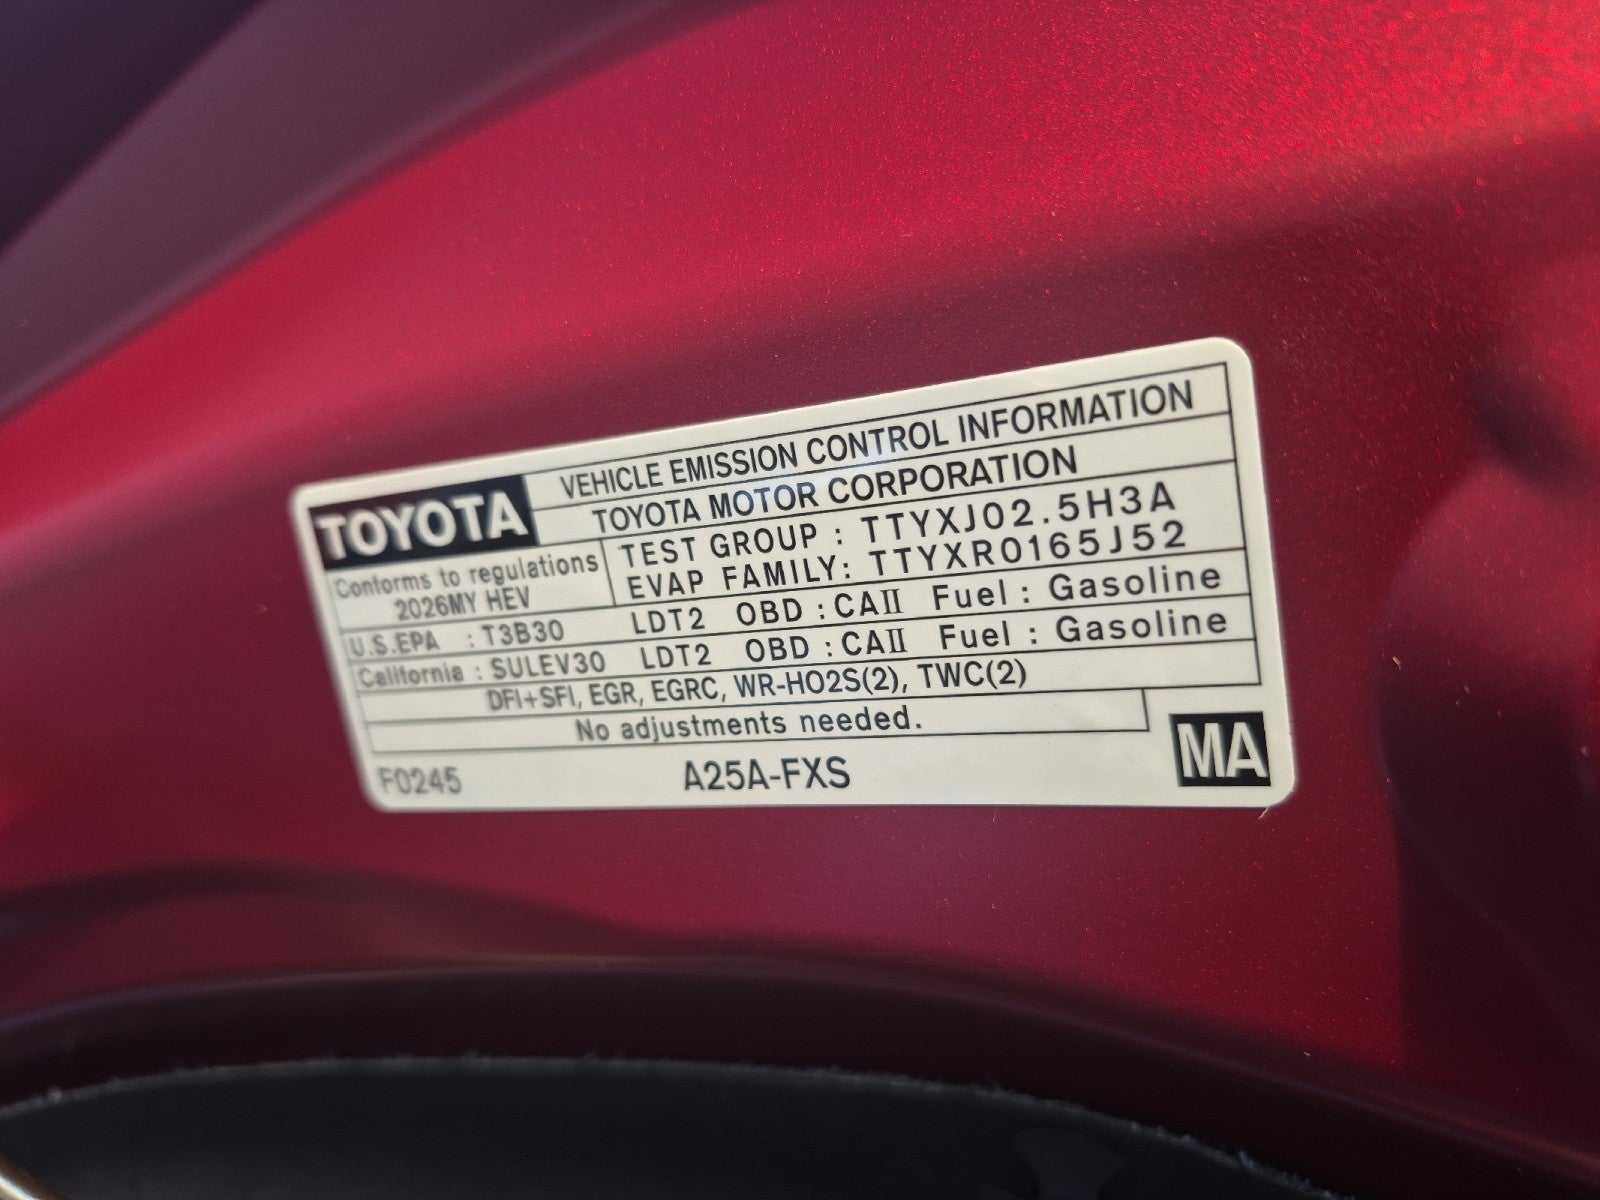 TOYOTA
VEHICLE EMISSION CONTROL INFORMATION
TOYOTA MOTOR CORPORATION
Conforms to regulations
2026MY HEV
TEST GROUP : TTYXJ02.5H3A
EVAP FAMILY: TTYXR0165J52
U.S.EPA : T3B30 LDT2 OBD : CAII Fuel : Gasoline
California : SULEV30 LDT2 OBD : CAII Fuel : Gasoline
DFI+SFI, EGR, EGRC, WR-HO2S(2), TWC(2)
No adjustments needed.
F0245 A25A-FXS MA